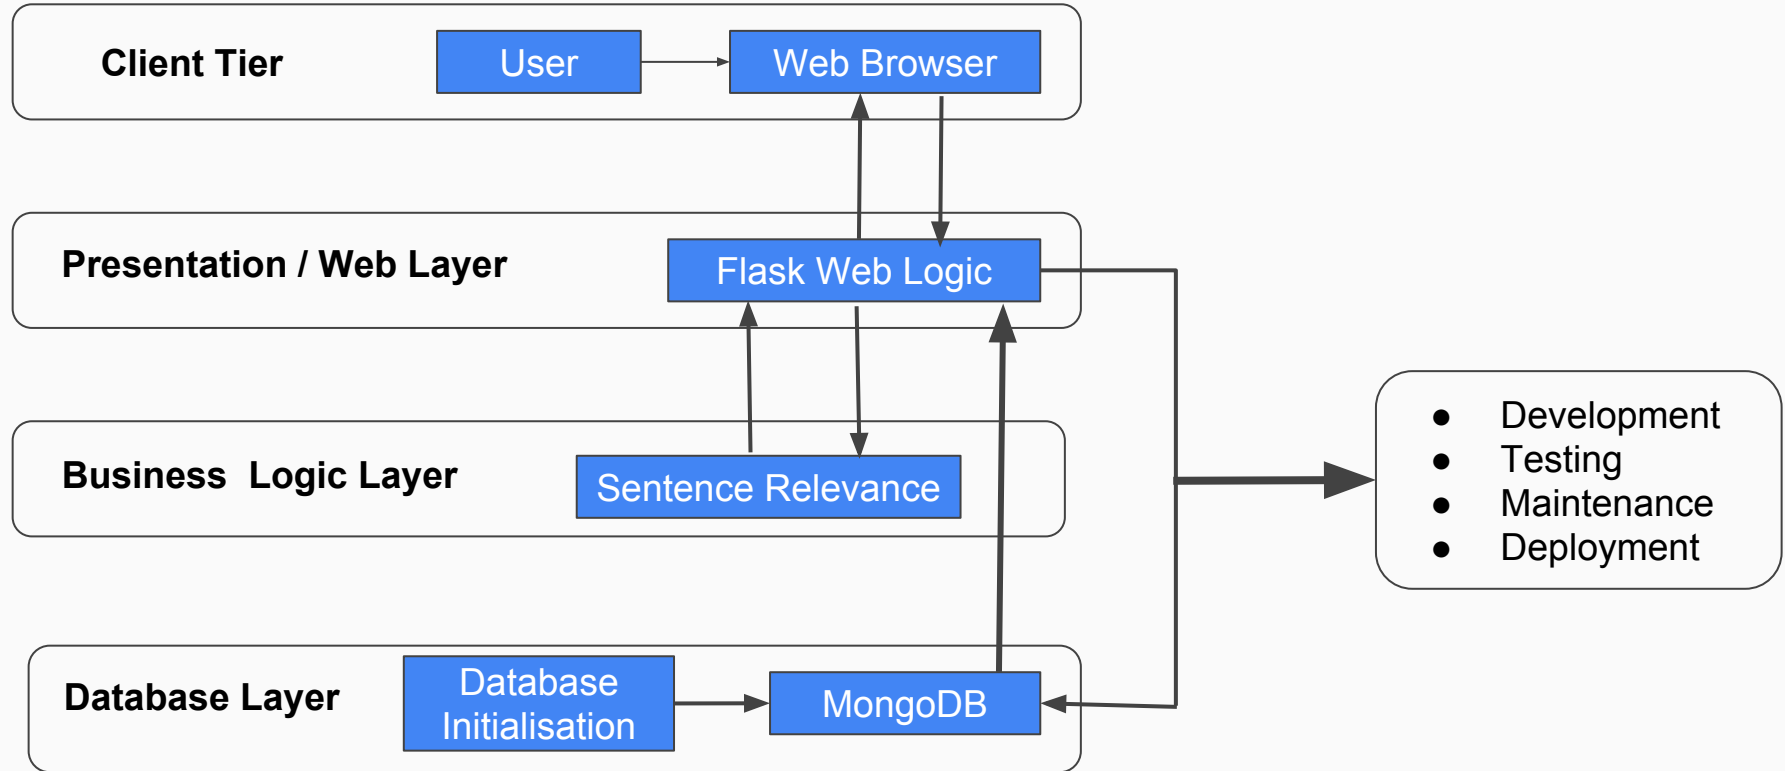 Client Tier
User
Web Browser
Presentation / Web Layer
Flask Web Logic
Business  Logic Layer
Sentence Relevance
● Development
● Testing
● Maintenance
● Deployment
Database Layer
Database
Initialisation
MongoDB